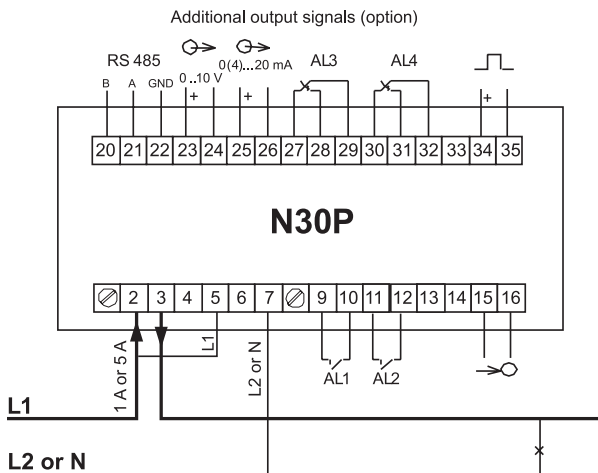 Additional output signals (option)
RS 485
0(4)...20 mA
AL3
AL4
B
A
GND
0 ..10 V
+
+
+
20 21 22 23 24 25 26 27 28 29 30 31 32 33 34 35
N30P
2 3 4 5 6 7 9 10 11 12 13 14 15 16
1 A or 5 A
L1
L2 or N
AL1
AL2
L1
L2 or N